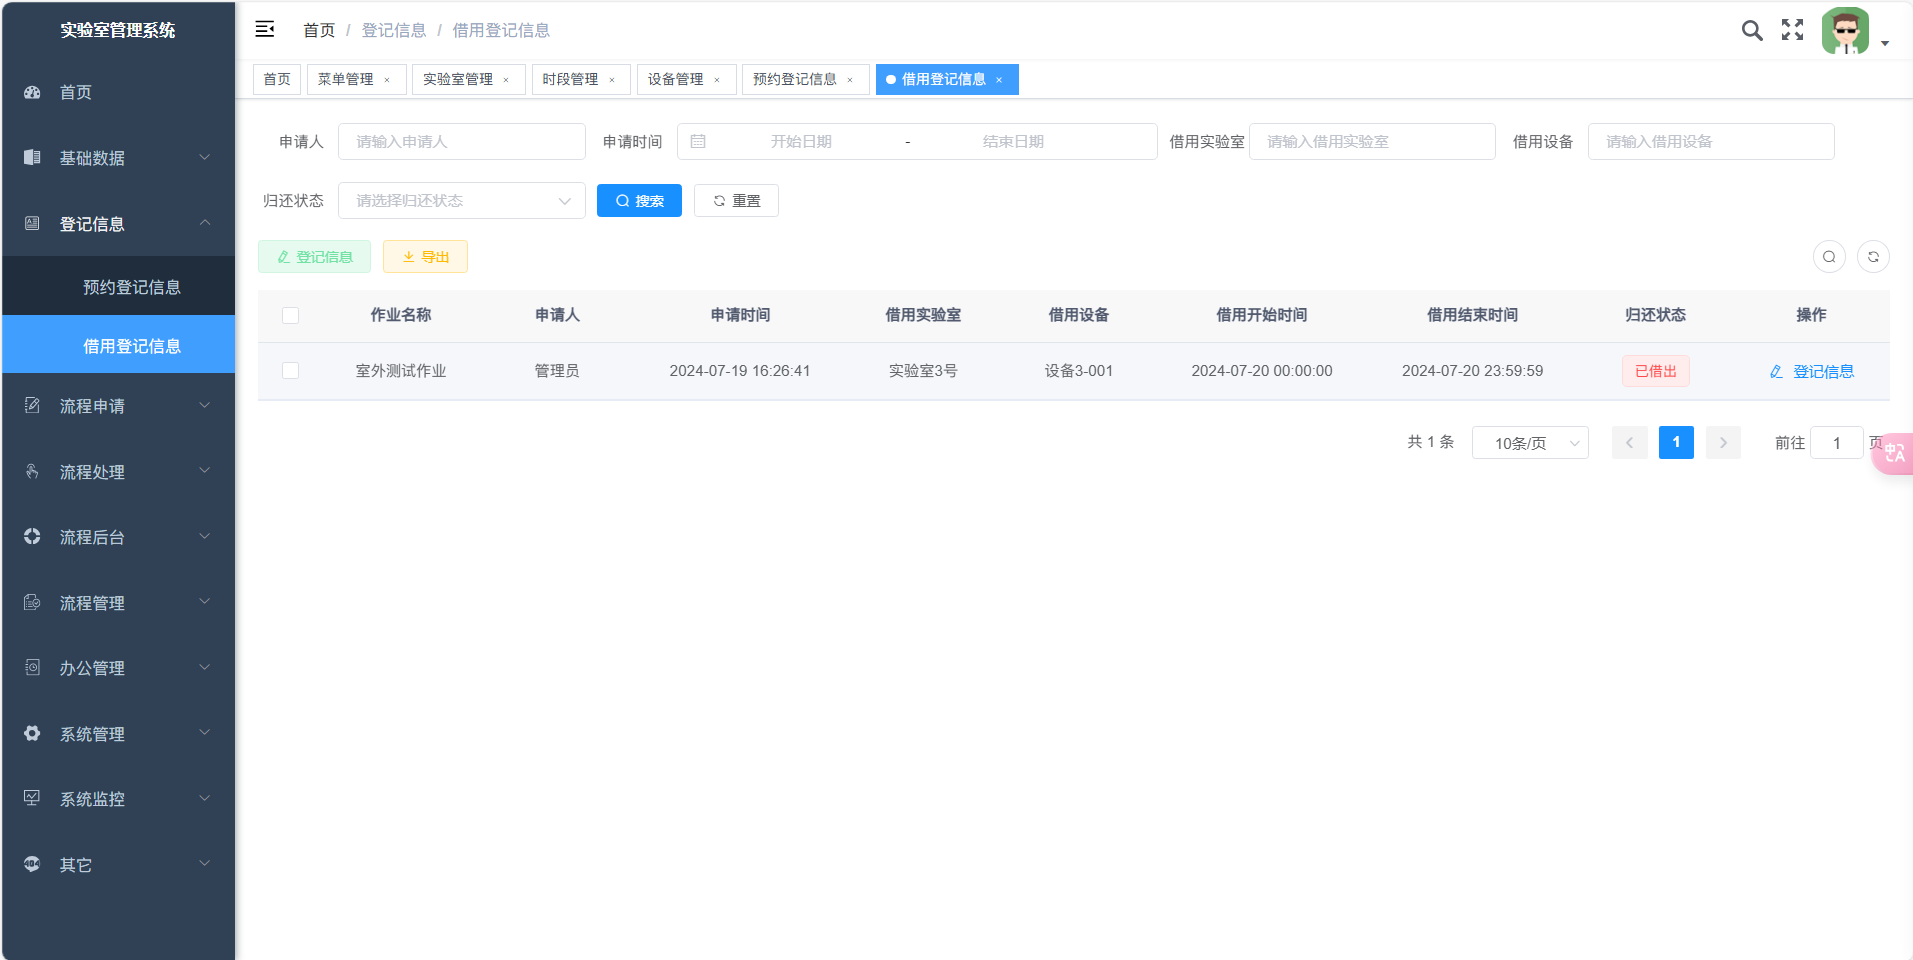 实验室管理系统
首页
基础数据
登记信息
预约登记信息
借用登记信息
流程申请
流程处理
流程后台
流程管理
办公管理
系统管理
系统监控
其它
首页 / 登记信息 / 借用登记信息
首页 菜单管理 × 实验室管理 × 时段管理 × 设备管理 × 预约登记信息 × 借用登记信息 ×
申请人 请输入申请人 申请时间 开始日期 - 结束日期 借用实验室 请输入借用实验室 借用设备 请输入借用设备
归还状态 请选择归还状态 搜索 重置
登记信息 导出
作业名称 申请人 申请时间 借用实验室 借用设备 借用开始时间 借用结束时间 归还状态 操作
室外测试作业 管理员 2024-07-19 16:26:41 实验室3号 设备3-001 2024-07-20 00:00:00 2024-07-20 23:59:59 已借出 登记信息
共 1 条 10条/页 1 前往 1 页
中A